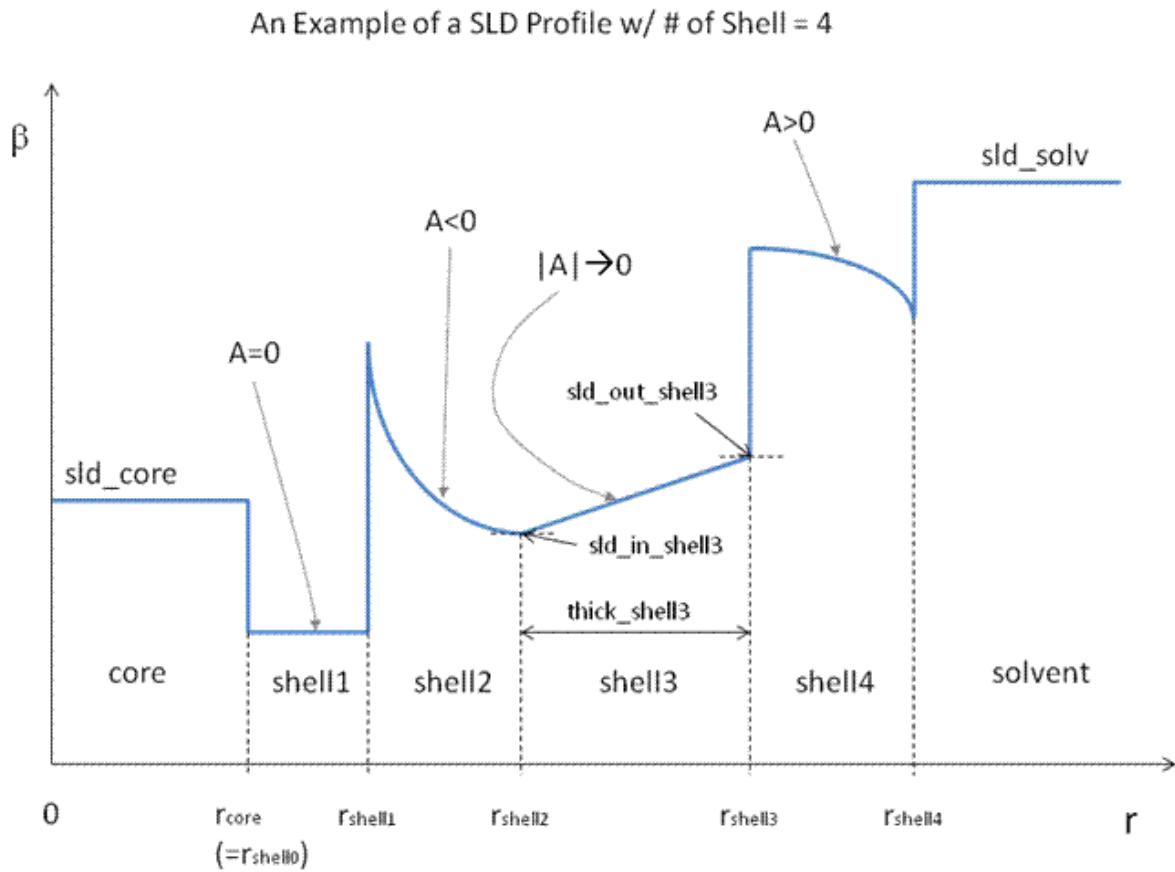 An Example of a SLD Profile w/ # of Shell = 4
β
A>0
sld_solv
A<0
|A|→0
A=0
sld_out_shell3
sld_core
sld_in_shell3
thick_shell3
core
shell1
shell2
shell3
shell4
solvent
0
rcore
(=rshell0)
rshell1
rshell2
rshell3
rshell4
r